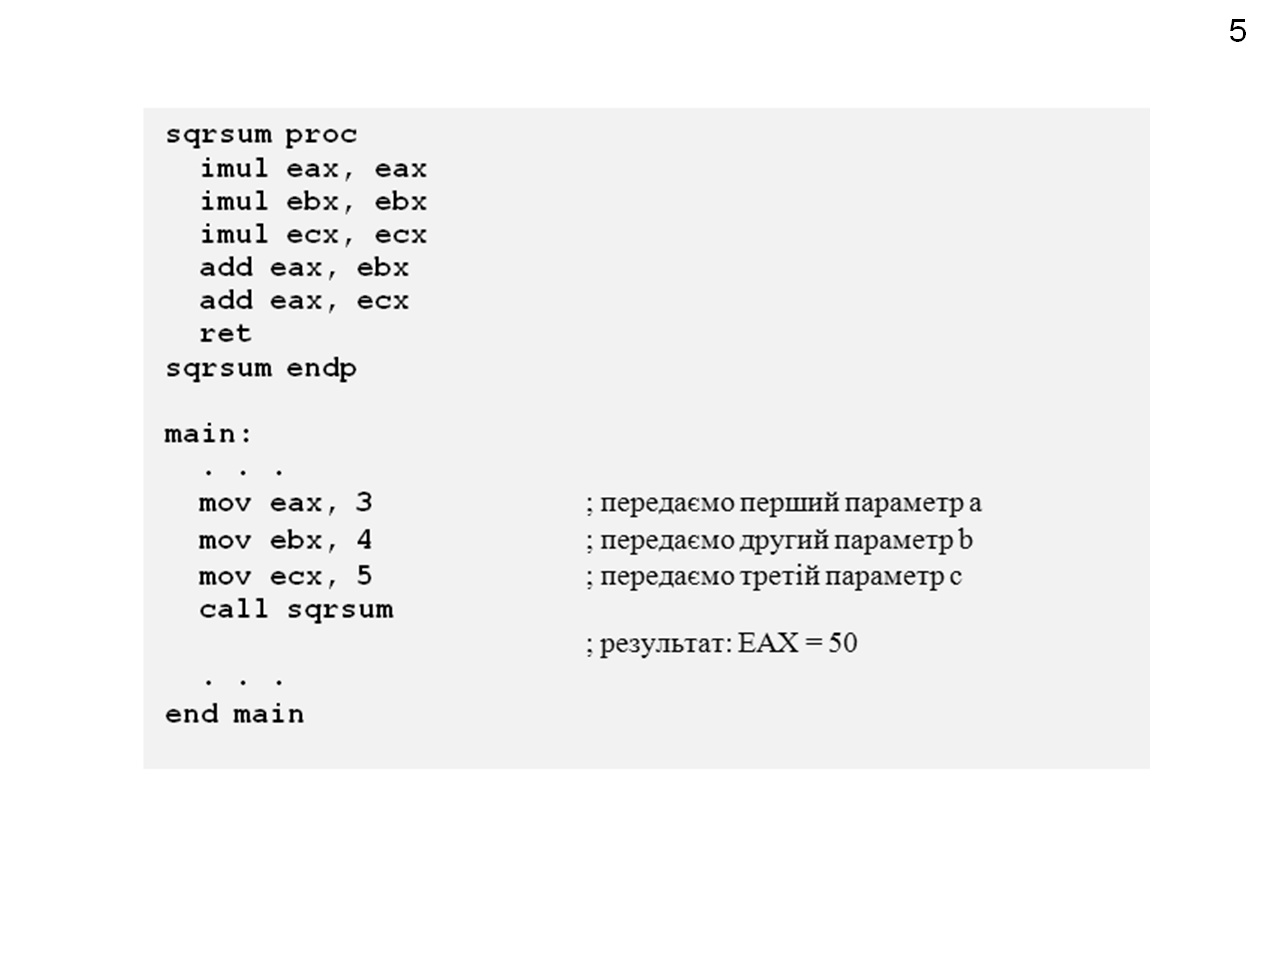 5
sqrsum proc
imul eax, eax
imul ebx, ebx
imul ecx, ecx
add eax, ebx
add eax, ecx
ret
sqrsum endp
main:
. . .
mov eax, 3 ; передаємо перший параметр a
mov ebx, 4 ; передаємо другий параметр b
mov ecx, 5 ; передаємо третій параметр c
call sqrsum
; результат: EAX = 50
. . .
end main